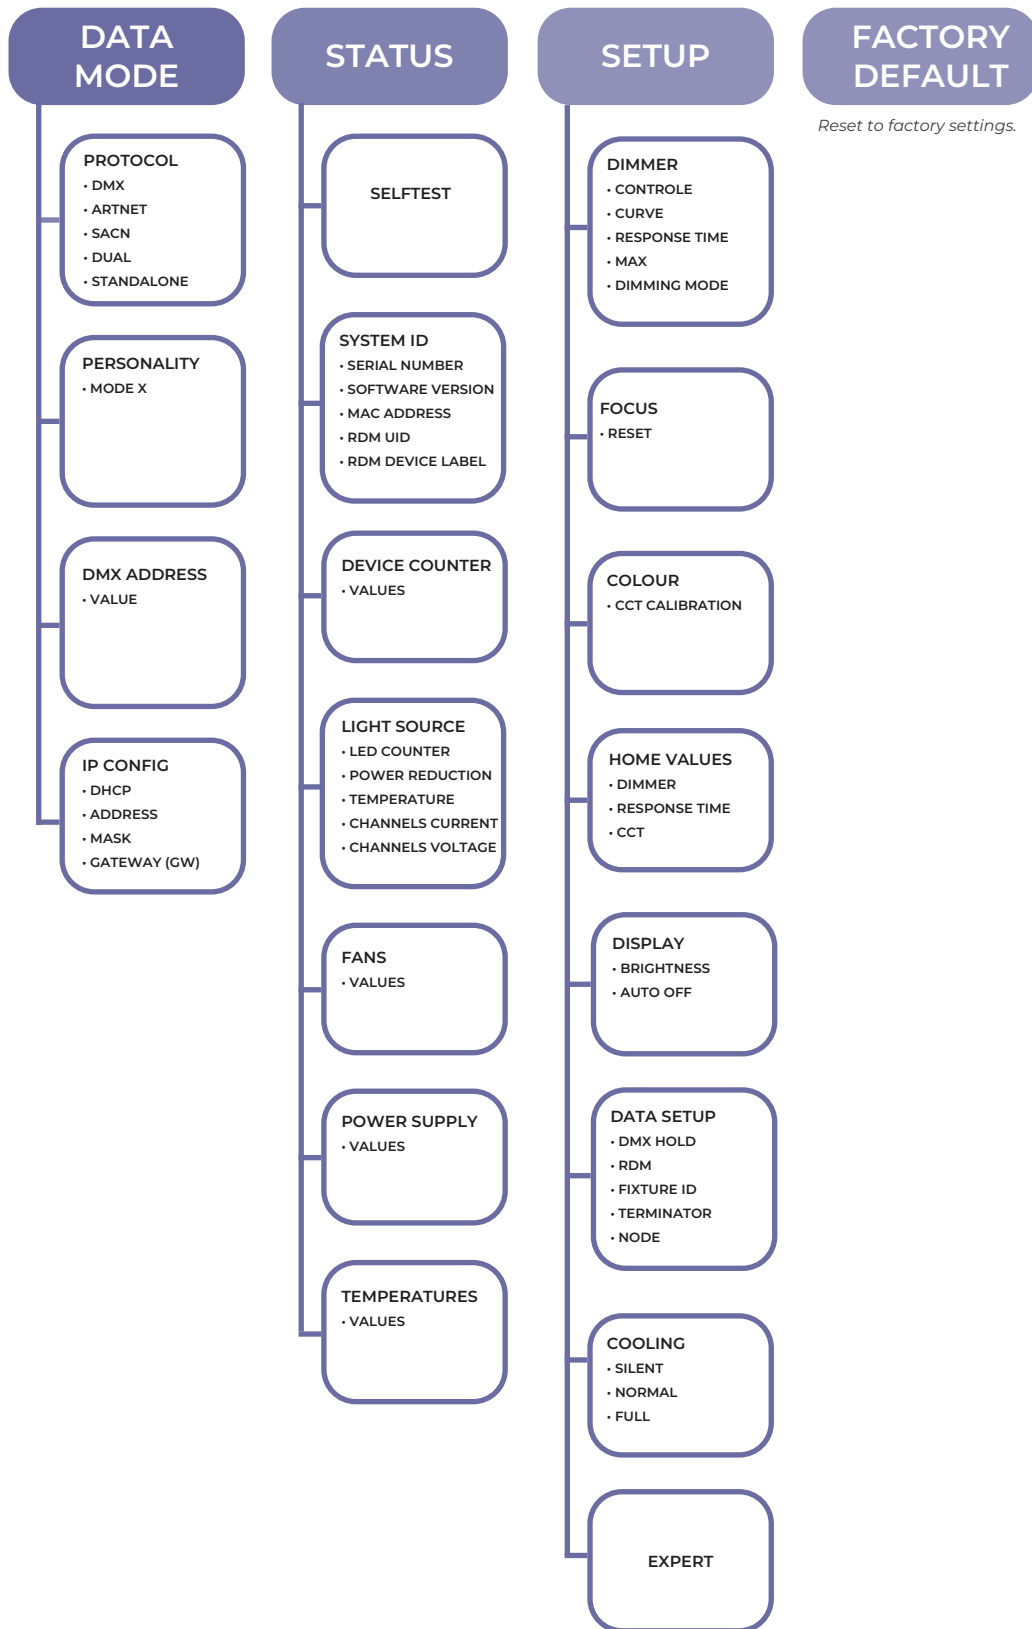 DATA
MODE
PROTOCOL
• DMX
• ARTNET
• SACN
• DUAL
• STANDALONE
PERSONALITY
• MODE X
DMX ADDRESS
• VALUE
IP CONFIG
• DHCP
• ADDRESS
• MASK
• GATEWAY (GW)
STATUS
SELFTEST
SYSTEM ID
• SERIAL NUMBER
• SOFTWARE VERSION
• MAC ADDRESS
• RDM UID
• RDM DEVICE LABEL
DEVICE COUNTER
• VALUES
LIGHT SOURCE
• LED COUNTER
• POWER REDUCTION
• TEMPERATURE
• CHANNELS CURRENT
• CHANNELS VOLTAGE
FANS
• VALUES
POWER SUPPLY
• VALUES
TEMPERATURES
• VALUES
SETUP
DIMMER
• CONTROLE
• CURVE
• RESPONSE TIME
• MAX
• DIMMING MODE
FOCUS
• RESET
COLOUR
• CCT CALIBRATION
HOME VALUES
• DIMMER
• RESPONSE TIME
• CCT
DISPLAY
• BRIGHTNESS
• AUTO OFF
DATA SETUP
• DMX HOLD
• RDM
• FIXTURE ID
• TERMINATOR
• NODE
COOLING
• SILENT
• NORMAL
• FULL
EXPERT
FACTORY
DEFAULT
Reset to factory settings.